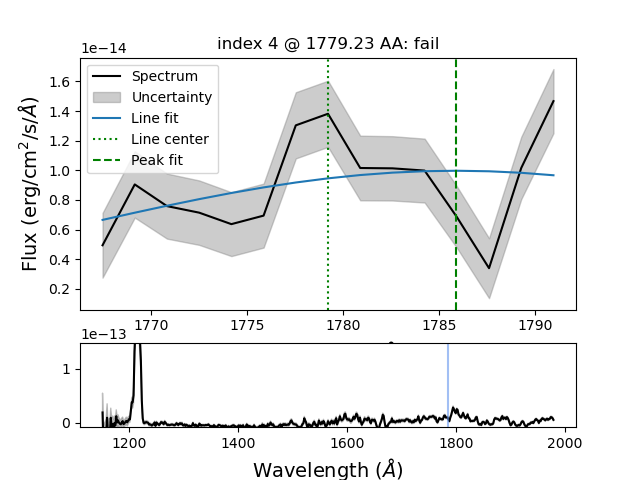 index 4 @ 1779.23 AA: fail
1e−14
Flux (erg/cm²/s/Å)
1.6
1.4
1.2
1.0
0.8
0.6
0.4
0.2
Spectrum
Uncertainty
Line fit
Line center
Peak fit
1770 1775 1780 1785 1790
1e−13
1
0
1200 1400 1600 1800 2000
Wavelength (Å)